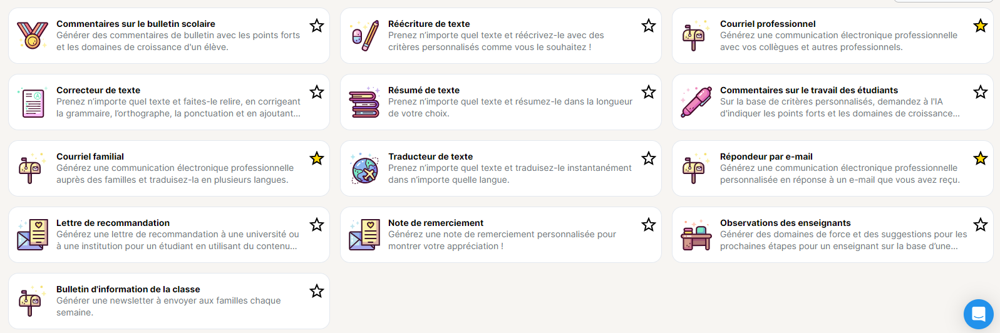 Commentaires sur le bulletin scolaire
Générer des commentaires de bulletin avec les points forts
et les domaines de croissance d'un élève.
Réécriture de texte
Prenez n’importe quel texte et réécrivez-le avec des
critères personnalisés comme vous le souhaitez !
Courriel professionnel
Générez une communication électronique professionnelle
avec vos collègues et autres professionnels.
Correcteur de texte
Prenez n’importe quel texte et faites-le relire, en corrigeant
la grammaire, l’orthographe, la ponctuation et en ajoutant...
Résumé de texte
Prenez n’importe quel texte et résumez-le dans la longueur
de votre choix.
Commentaires sur le travail des étudiants
Sur la base de critères personnalisés, demandez à l'IA
d'indiquer les points forts et les domaines de croissance...
Courriel familial
Générez une communication électronique professionnelle
auprès des familles et traduisez-la en plusieurs langues.
Traducteur de texte
Prenez n’importe quel texte et traduisez-le instantanément
dans n’importe quelle langue.
Répondeur par e-mail
Générez une communication électronique professionnelle
personnalisée en réponse à un e-mail que vous avez reçu.
Lettre de recommandation
Générez une lettre de recommandation à une université ou
à une institution pour un étudiant en utilisant du contenu...
Note de remerciement
Générez une note de remerciement personnalisée pour
montrer votre appréciation !
Observations des enseignants
Générer des domaines de force et des suggestions pour les
prochaines étapes pour un enseignant sur la base d’une...
Bulletin d'information de la classe
Générer une newsletter à envoyer aux familles chaque
semaine.